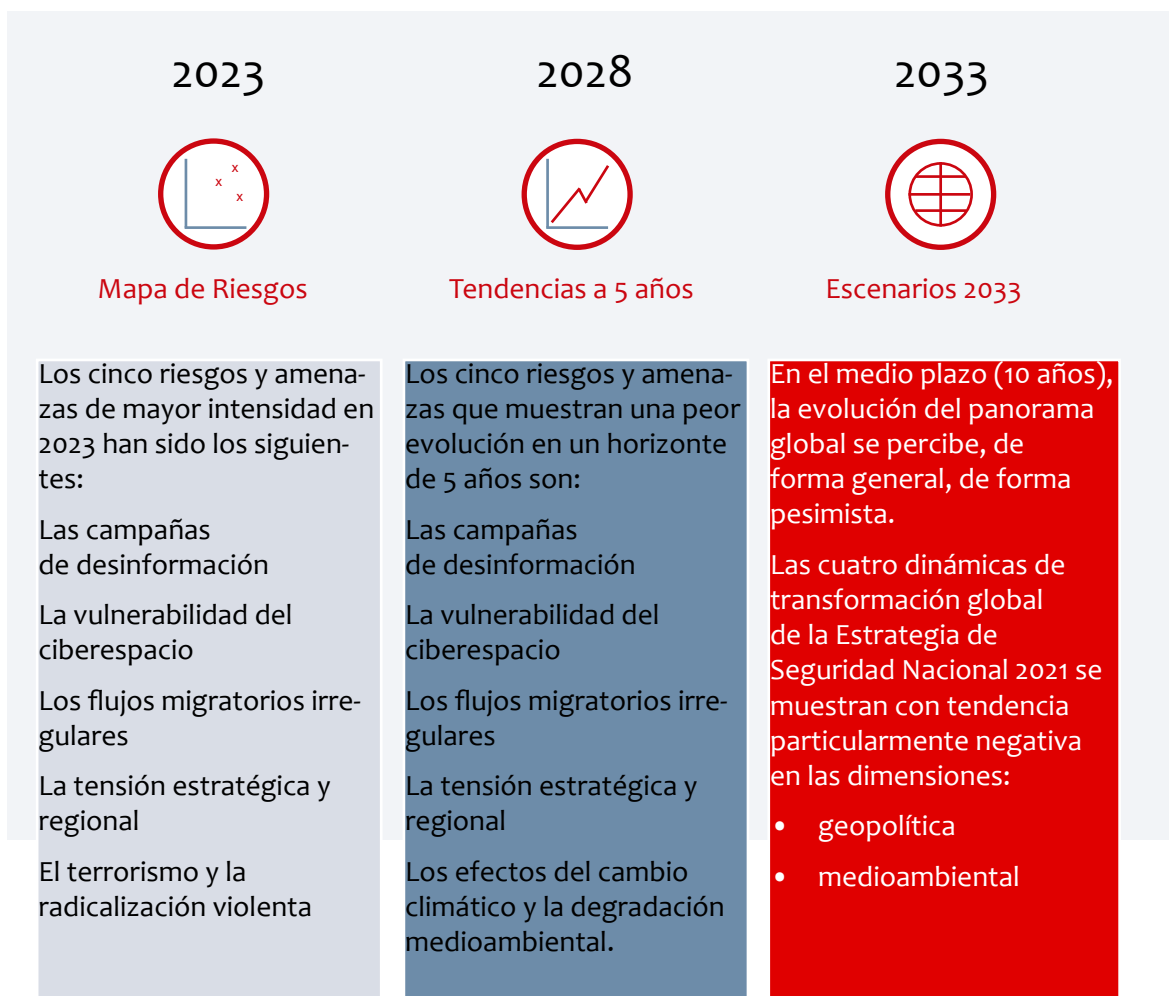 2023
x
x
x
Mapa de Riesgos
Los cinco riesgos y amena-
zas de mayor intensidad en
2023 han sido los siguien-
tes:
Las campañas
de desinformación
La vulnerabilidad del
ciberespacio
Los flujos migratorios irre-
gulares
La tensión estratégica y
regional
El terrorismo y la
radicalización violenta
2028
Tendencias a 5 años
Los cinco riesgos y amena-
zas que muestran una peor
evolución en un horizonte
de 5 años son:
Las campañas
de desinformación
La vulnerabilidad del
ciberespacio
Los flujos migratorios irre-
gulares
La tensión estratégica y
regional
Los efectos del cambio
climático y la degradación
medioambiental.
2033
Escenarios 2033
En el medio plazo (10 años),
la evolución del panorama
global se percibe, de
forma general, de forma
pesimista.
Las cuatro dinámicas de
transformación global
de la Estrategia de
Seguridad Nacional 2021 se
muestran con tendencia
particularmente negativa
en las dimensiones:
• geopolítica
• medioambiental